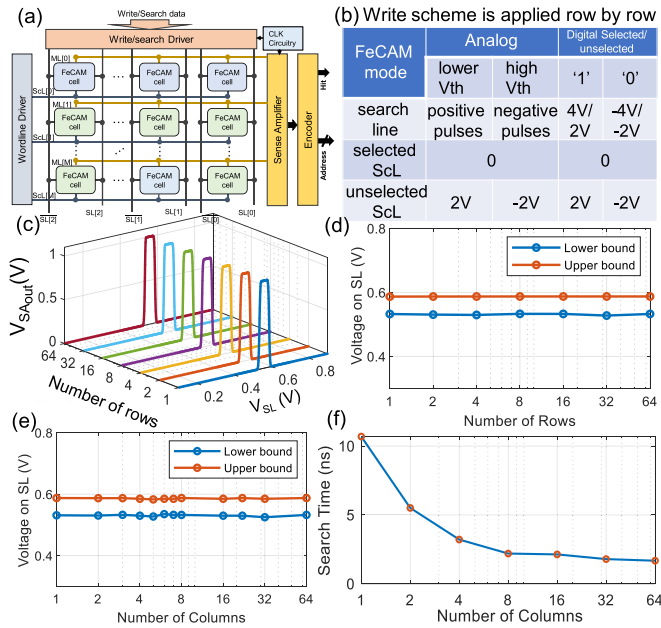 (a)
Write/Search data
Write/search Driver
CLK
Circuitry
Wordline Driver
ML[0]
FeCAM
cell
FeCAM
cell
FeCAM
cell
ScL[0]
ML[1]
FeCAM
cell
FeCAM
cell
FeCAM
cell
ScL[1]
ML[M]
FeCAM
cell
FeCAM
cell
FeCAM
cell
ScL[M]
SL[2] SL[2] SL[1] SL[1] SL[0] SL[0]
Sense Amplifier
Encoder
Hit
Address
(b) Write scheme is applied row by row
FeCAM mode Analog Digital Selected/ unselected
lower Vth high Vth '1' '0'
search line positive pulses negative pulses 4V/ 2V -4V/ -2V
selected ScL 0 0
unselected ScL 2V -2V 2V -2V
(c)
V_SAout(V)
1
0.5
0
64 32 16 8 4 2 1
Number of rows
0.2 0.4 0.6 0.8
V_SL(V)
(d)
Voltage on SL (V)
0.8
0.6
0.4
Lower bound
Upper bound
1 2 4 8 16 32 64
Number of Rows
(e)
Voltage on SL (V)
0.8
0.6
0.4
Lower bound
Upper bound
1 2 4 8 16 32 64
Number of Columns
(f)
Search Time (ns)
10
5
0
1 2 4 8 16 32 64
Number of Columns